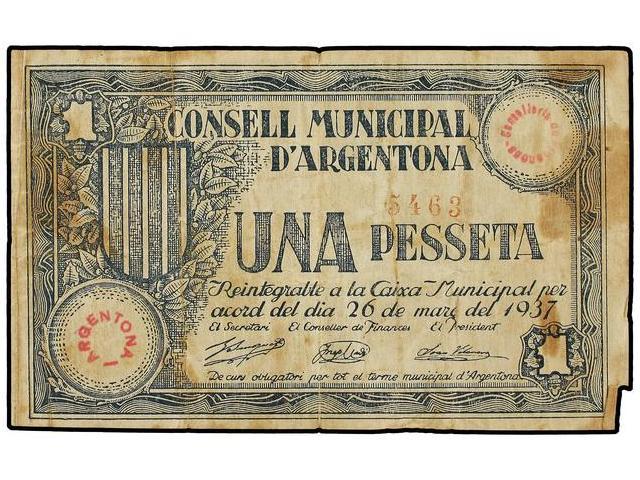 1
CONSELL MUNICIPAL
D'ARGENTONA
Conselleria de
5463
UNA PESSETA
Reintegrable a la Caixa Municipal per
acord del dia 26 de març del 1937
El Secretari El Conseller de Finances El President
ARGENTONA
De curs obligatori per tot el terme municipal d'Argentona
1